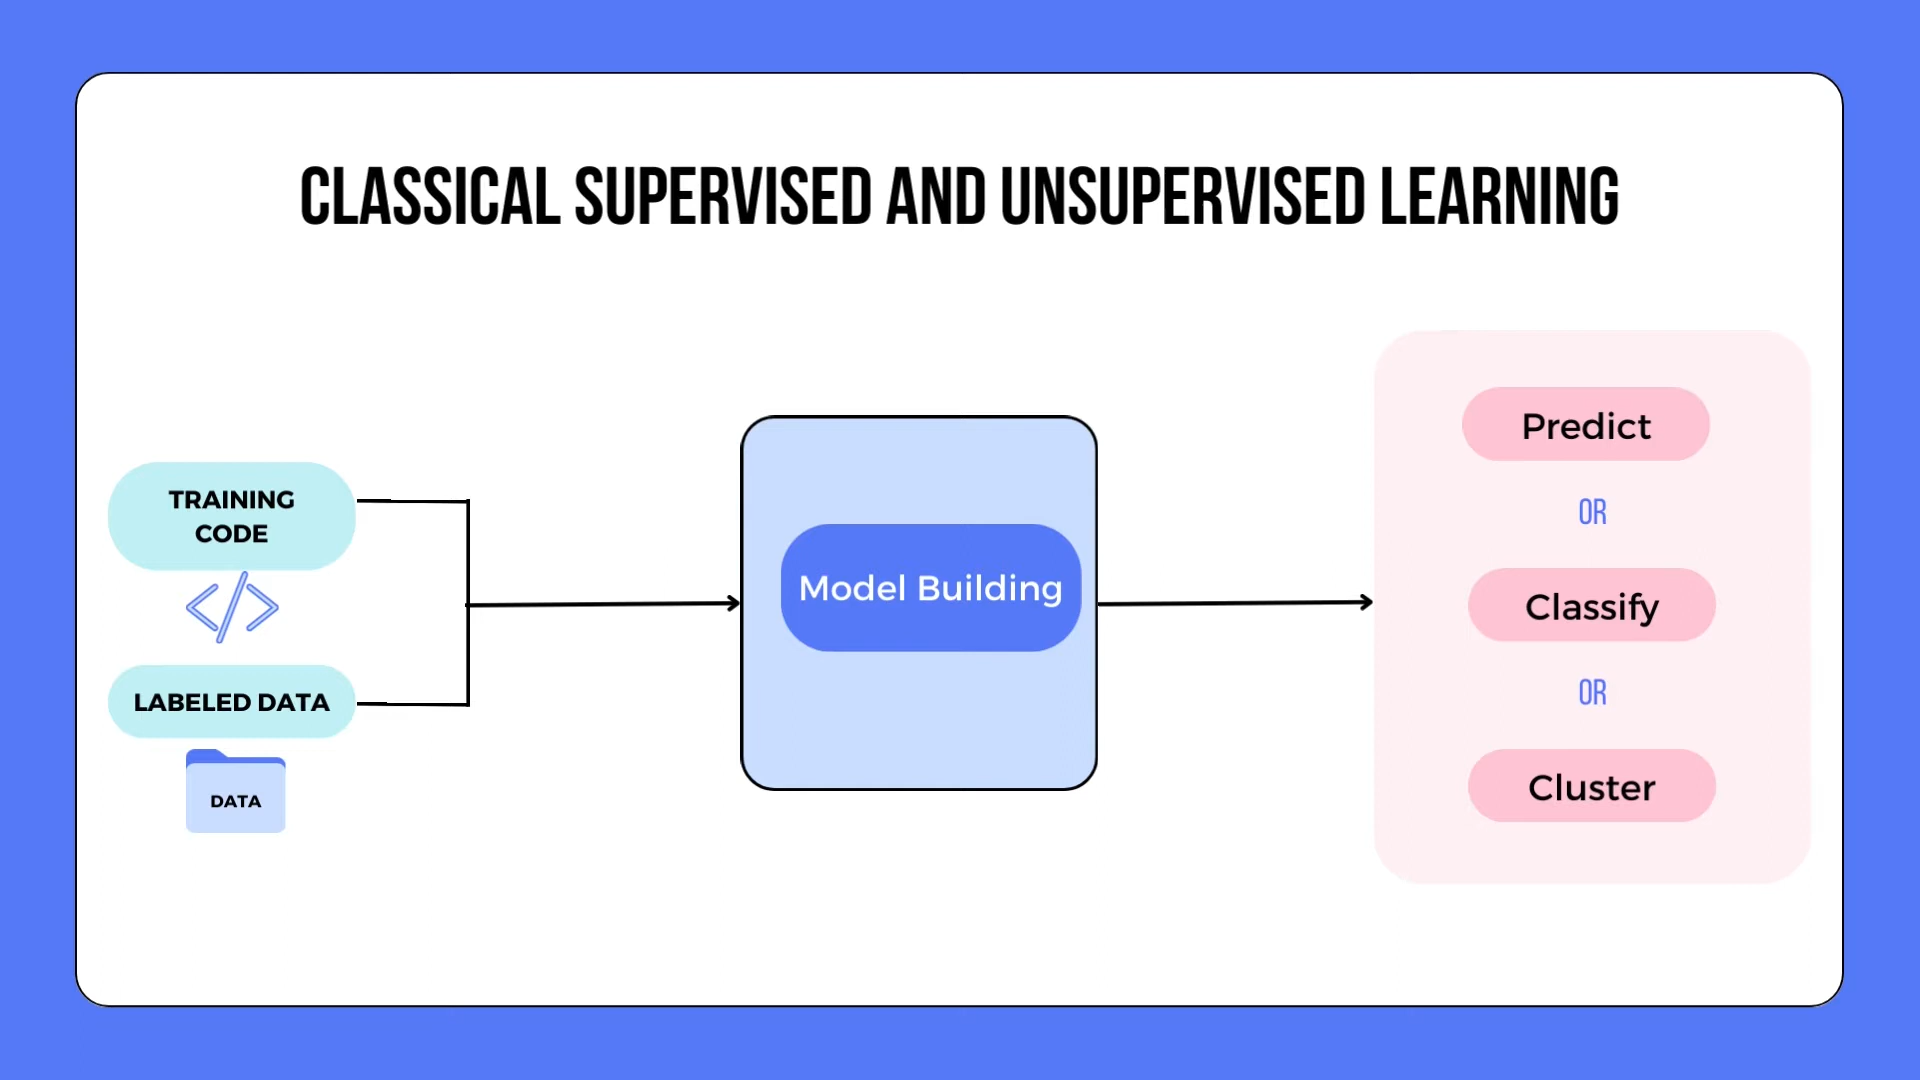 CLASSICAL SUPERVISED AND UNSUPERVISED LEARNING
TRAINING
CODE
</>
LABELED DATA
DATA
Model Building
Predict
OR
Classify
OR
Cluster